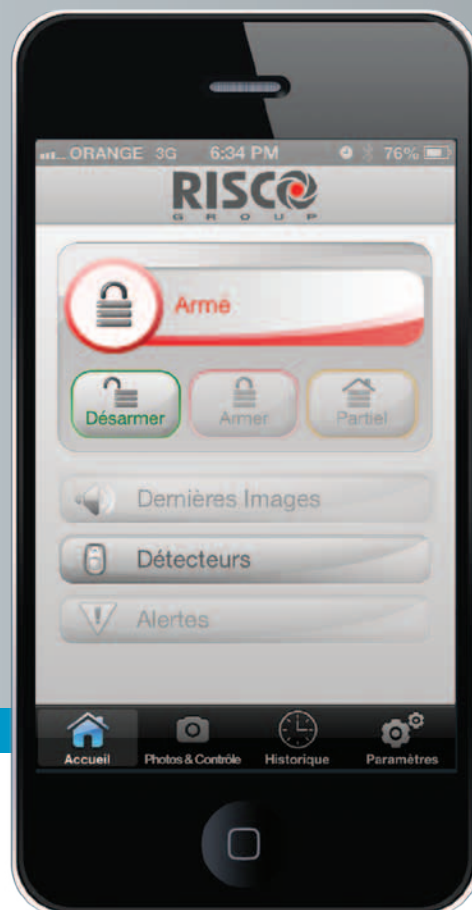 ORANGE 3G 6:34 PM 76%
RISCO
GROUP
Armé
Désarmer Armer Partiel
Dernières Images
Détecteurs
Alertes
Accueil Photos & Contrôle Historique Paramètres